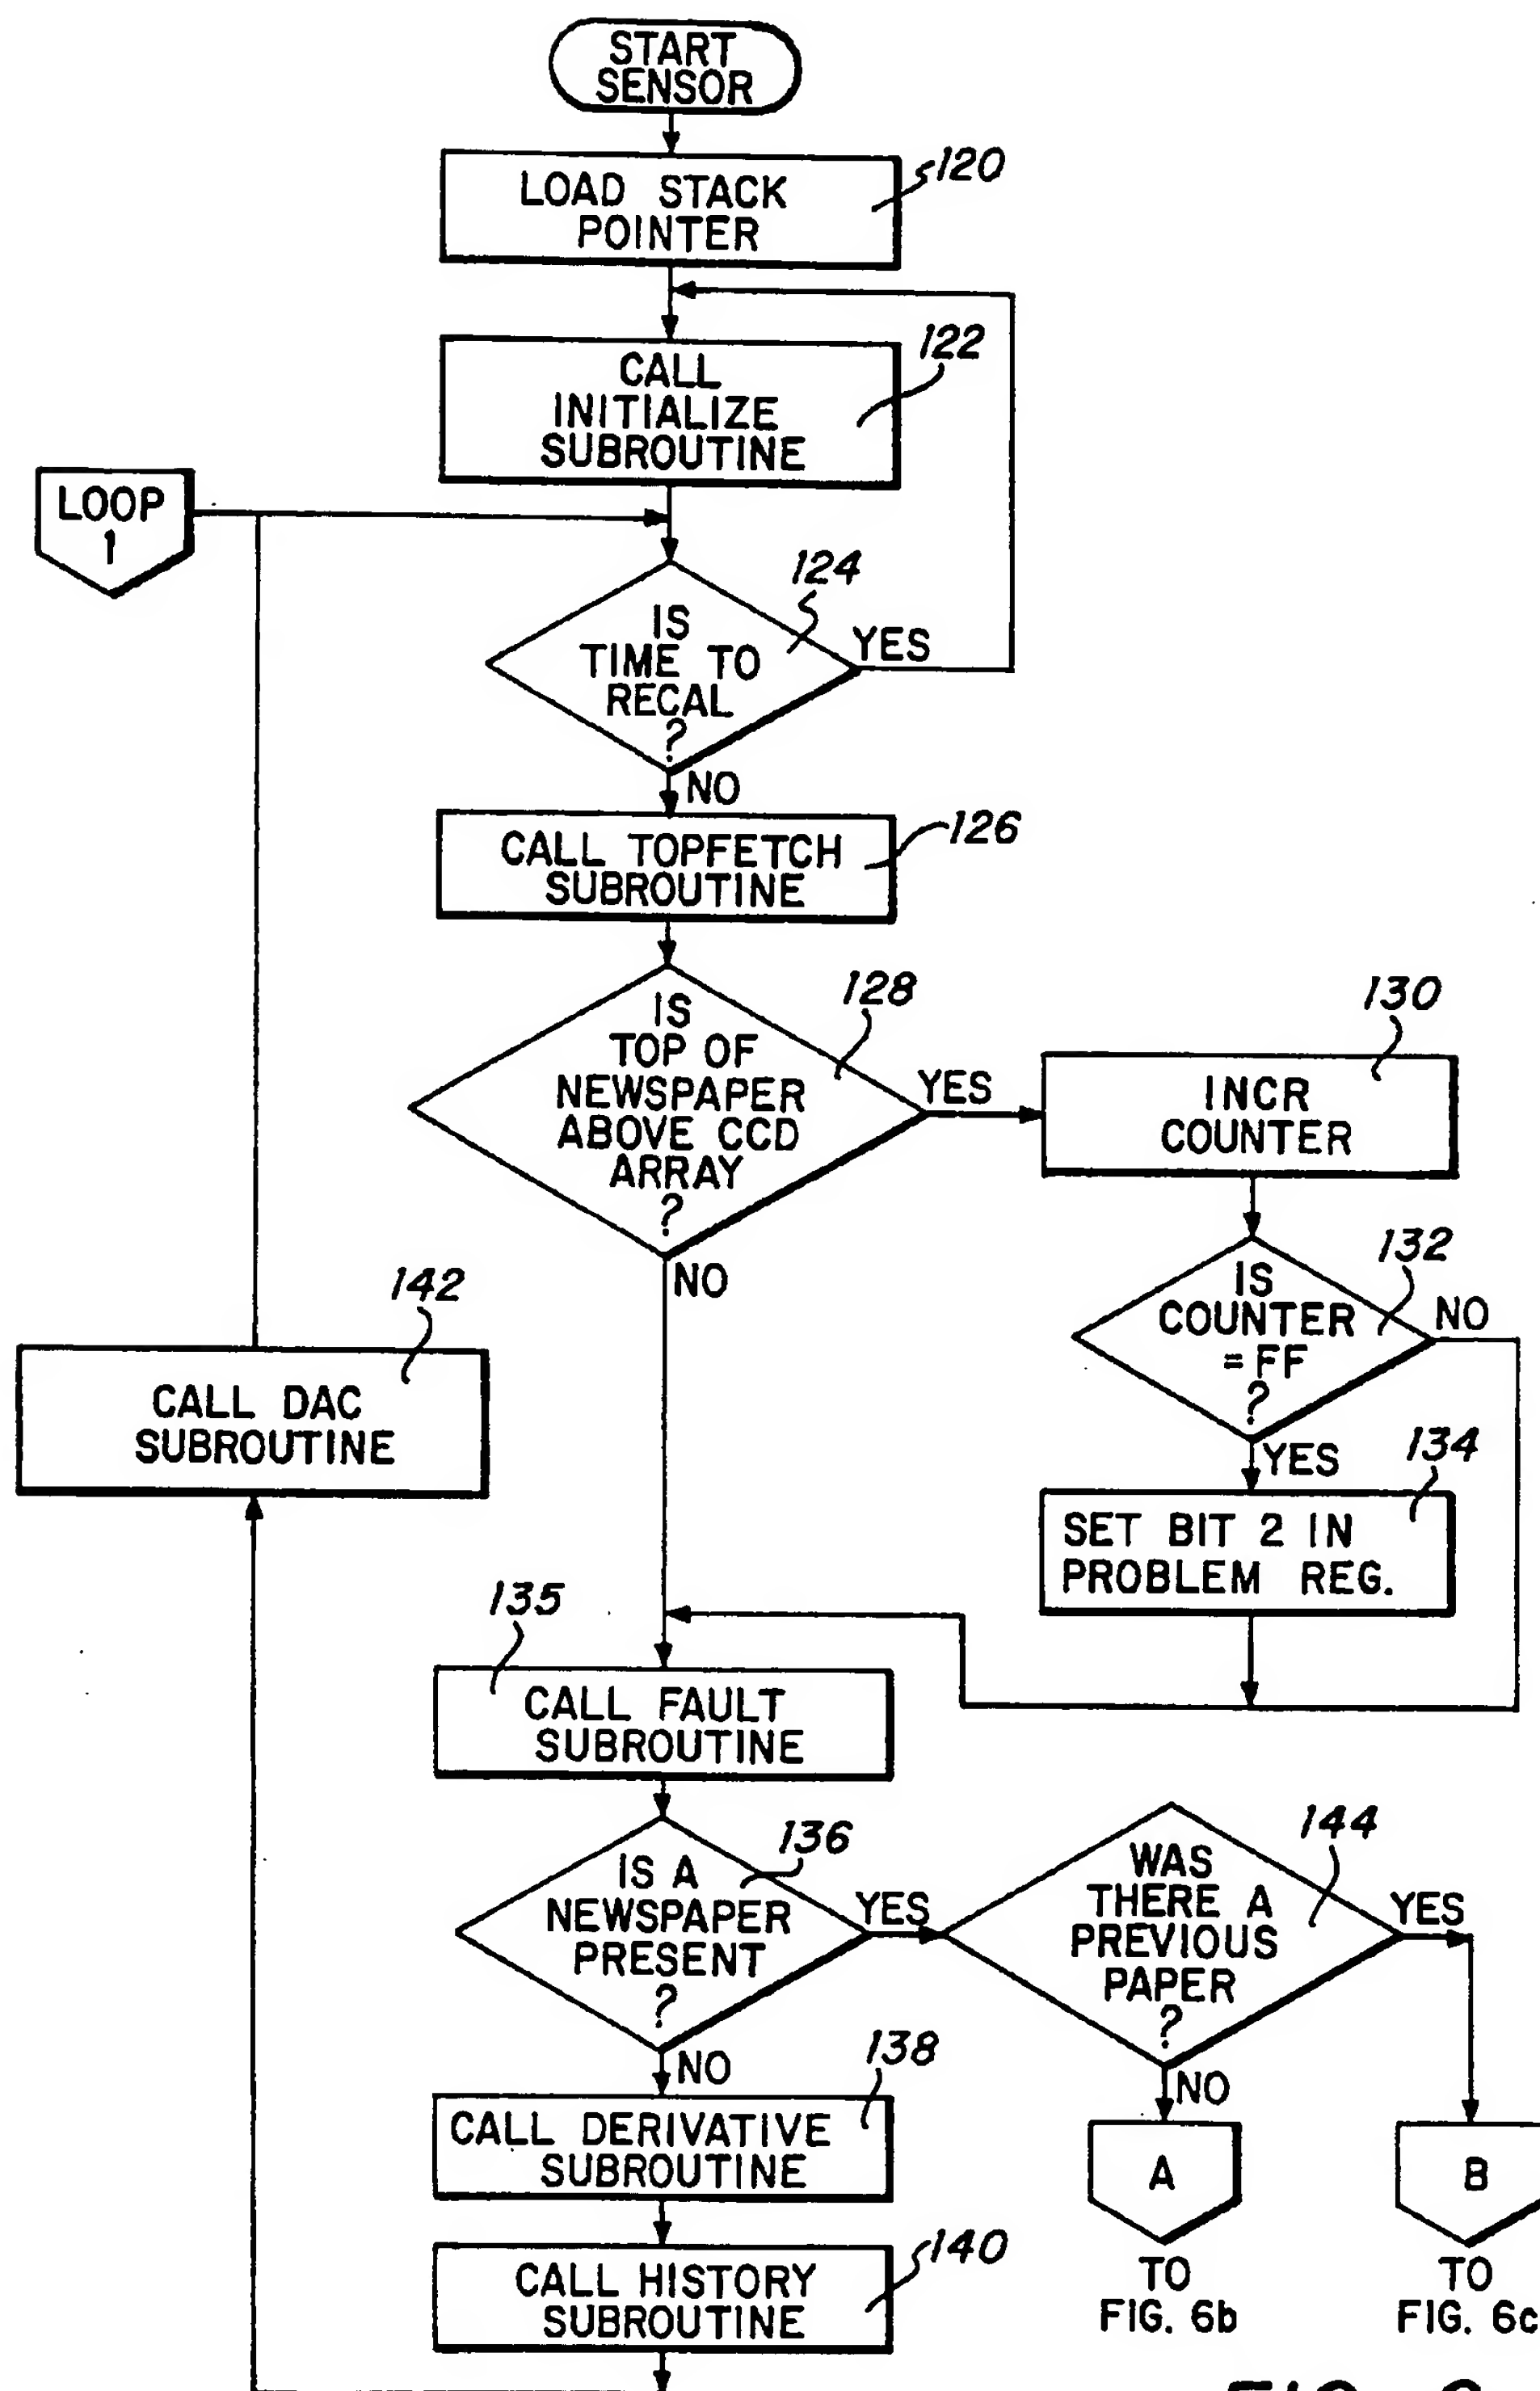 START
SENSOR
LOAD STACK
POINTER
120
CALL
INITIALIZE
SUBROUTINE
122
LOOP
1
IS
TIME TO
RECAL
?
124
YES
NO
CALL TOPFETCH
SUBROUTINE
126
IS
TOP OF
NEWSPAPER
ABOVE CCD
ARRAY
?
128
YES
NO
INCR
COUNTER
130
IS
COUNTER
= FF
?
132
NO
YES
SET BIT 2 IN
PROBLEM REG.
134
142
CALL DAC
SUBROUTINE
135
CALL FAULT
SUBROUTINE
IS A
NEWSPAPER
PRESENT
?
136
YES
NO
WAS
THERE A
PREVIOUS
PAPER
?
144
YES
NO
CALL DERIVATIVE
SUBROUTINE
138
CALL HISTORY
SUBROUTINE
140
A
TO
FIG. 6b
B
TO
FIG. 6c